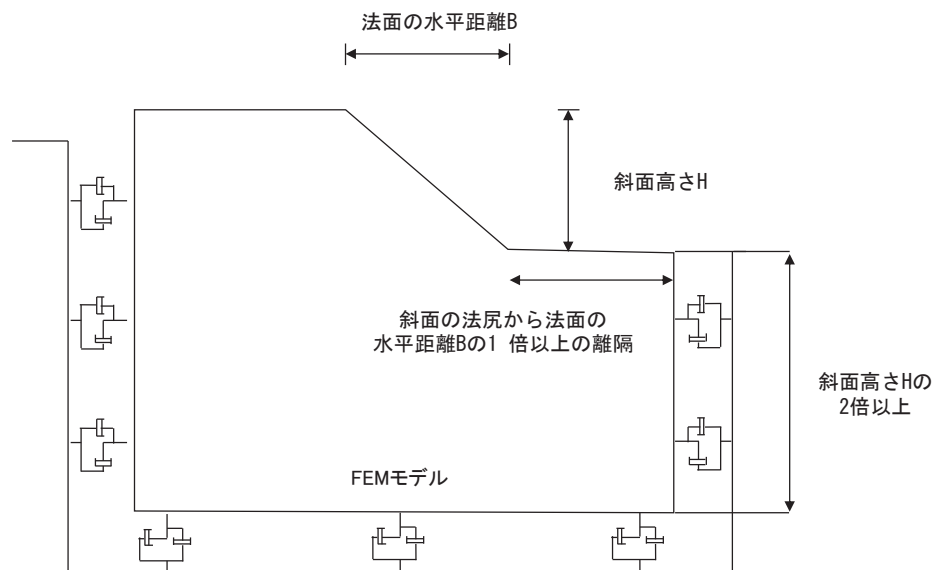 法面の水平距離B
斜面高さH
斜面の法尻から法面の
水平距離Bの1 倍以上の離隔
斜面高さHの
2倍以上
FEMモデル